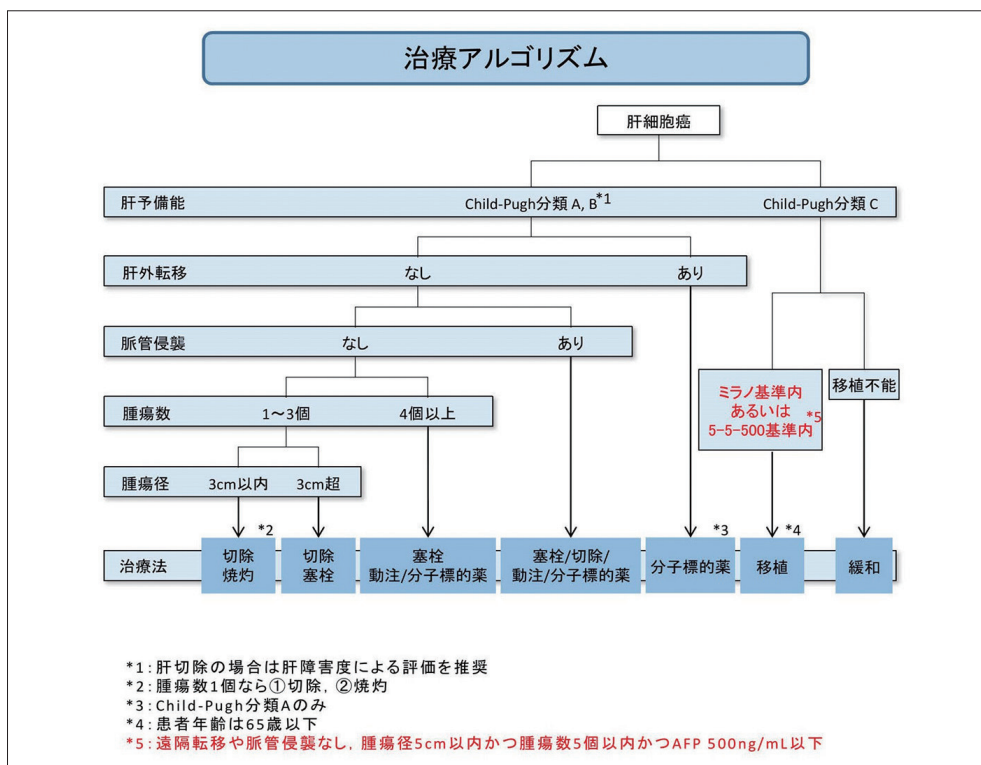 治療アルゴリズム
肝細胞癌
肝予備能 Child-Pugh分類 A, B*1 Child-Pugh分類 C
肝外転移 なし あり
脈管侵襲 なし あり
ミラノ基準内
あるいは
5-5-500基準内*5
移植不能
腫瘍数 1～3個 4個以上
腫瘍径 3cm以内 3cm超
治療法
切除
焼灼
*2
切除
塞栓
塞栓
動注/分子標的薬
塞栓/切除/
動注/分子標的薬
分子標的薬
*3
移植
*4
緩和
*1：肝切除の場合は肝障害度による評価を推奨
*2：腫瘍数1個なら①切除，②焼灼
*3：Child-Pugh分類Aのみ
*4：患者年齢は65歳以下
*5：遠隔転移や脈管侵襲なし，腫瘍径5cm以内かつ腫瘍数5個以内かつAFP 500ng/mL以下